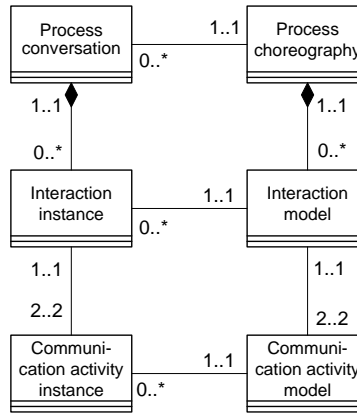 Process
conversation
Process
choreography
1..1
0..*
1..1
1..1
0..*
0..*
Interaction
instance
Interaction
model
1..1
0..*
1..1
1..1
2..2
2..2
Communi-
cation activity
instance
Communi-
cation activity
model
1..1
0..*